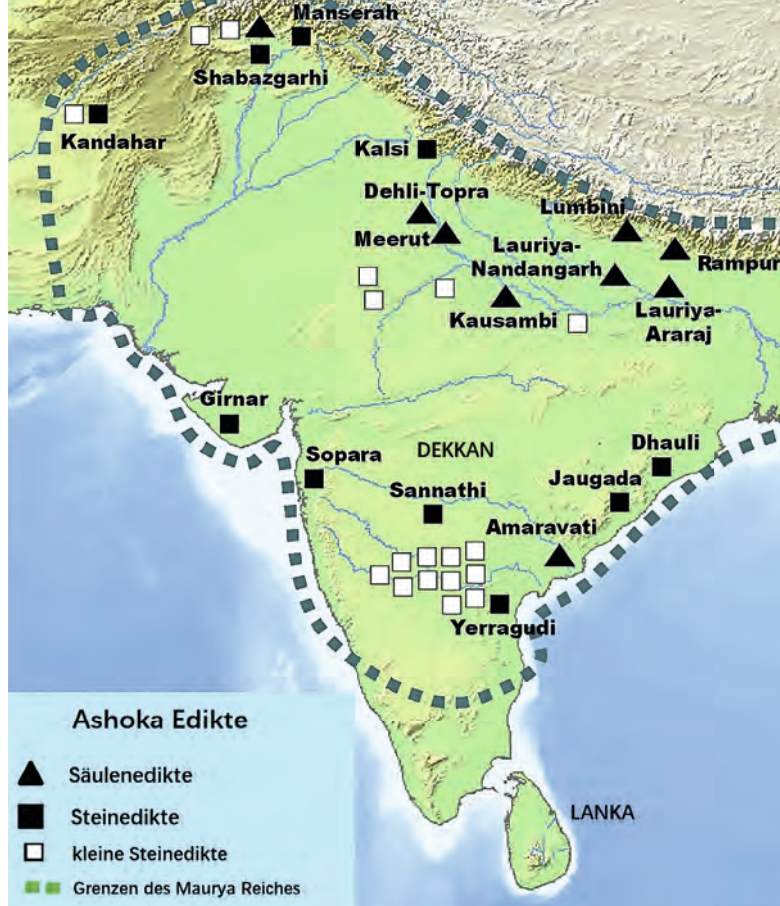 Manserah
Shabazgarhi
Kandahar
Kalsi
Dehli-Topra
Lumbini
Meerut
Lauriya-
Nandangarh
Rampur
Kausambi
Lauriya-
Araraj
Girnar
DEKKAN
Dhauli
Sopara
Jaugada
Sannathi
Amaravati
Yerragudi
Ashoka Edikte
Säulenedikte
Steinedikte
LANKA
kleine Steinedikte
Grenzen des Maurya Reiches